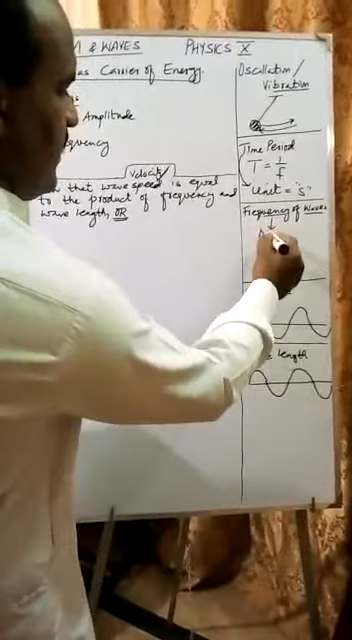 M & WAVES PHYSICS X
as Carrier of Energy.
Amplitude
quency
Velocity
that wave speed is equal
to the product of frequency and
wave length, OR
Oscillation /
Vibration
Time Period
T = 1/f
Unit = "S"
Frequency of Waves
length